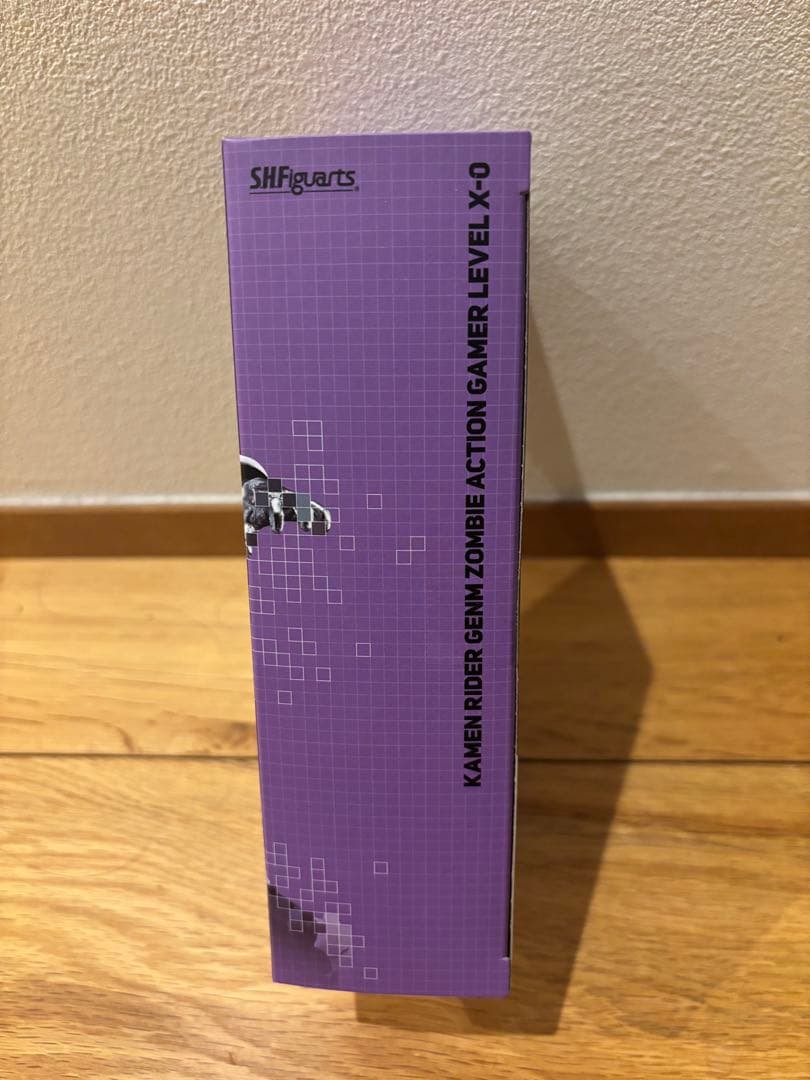 S.H.Figuarts
KAMEN RIDER GENM ZOMBIE ACTION GAMER LEVEL X-0